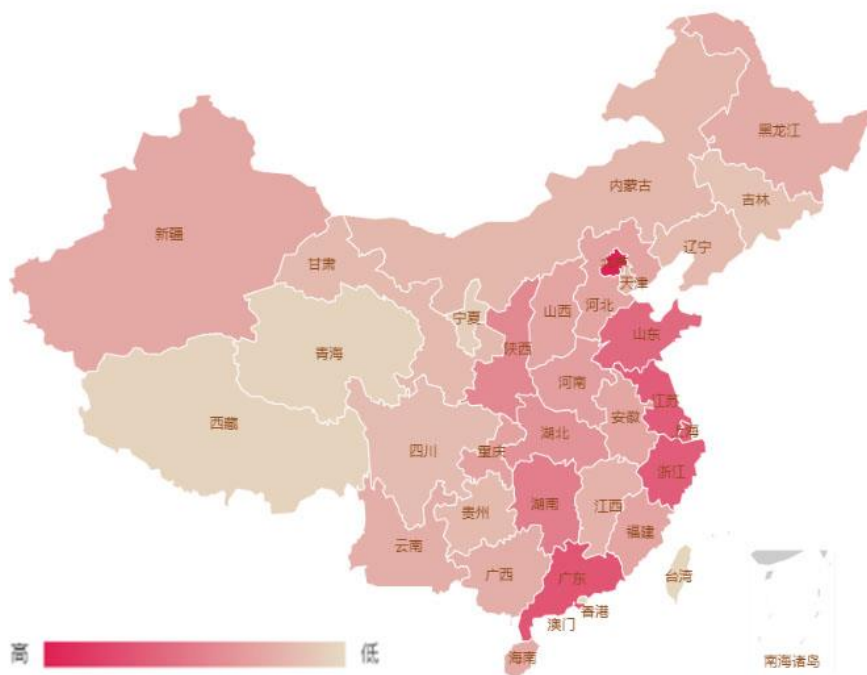 黑龙江
内蒙古
吉林
新疆
辽宁
甘肃
天津
河北
山西
宁夏
山东
陕西
青海
河南
江苏
安徽
西藏
湖北
四川
重庆
浙江
湖南
江西
贵州
福建
云南
广西
广东
台湾
香港
澳门
海南
南海诸岛
高
低